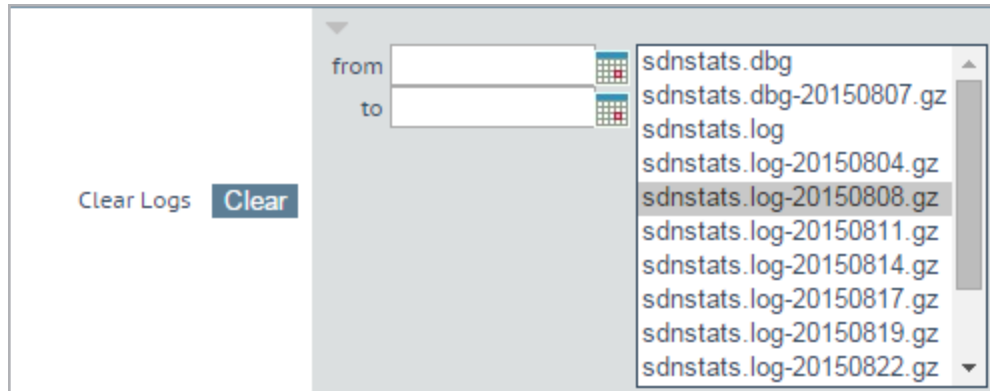 from
to
Clear Logs Clear
sdnstats.dbg
sdnstats.dbg-20150807.gz
sdnstats.log
sdnstats.log-20150804.gz
sdnstats.log-20150808.gz
sdnstats.log-20150811.gz
sdnstats.log-20150814.gz
sdnstats.log-20150817.gz
sdnstats.log-20150819.gz
sdnstats.log-20150822.gz